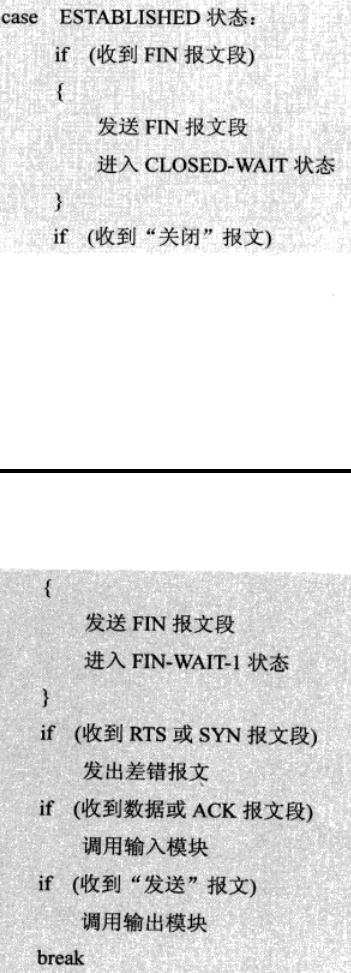 case ESTABLISHED 状态：
if (收到 FIN 报文段)
{
发送 FIN 报文段
进入 CLOSED-WAIT 状态
}
if (收到“关闭”报文)
{
发送 FIN 报文段
进入 FIN-WAIT-1 状态
}
if (收到 RTS 或 SYN 报文段)
发出差错报文
if (收到数据或 ACK 报文段)
调用输入模块
if (收到“发送”报文)
调用输出模块
break